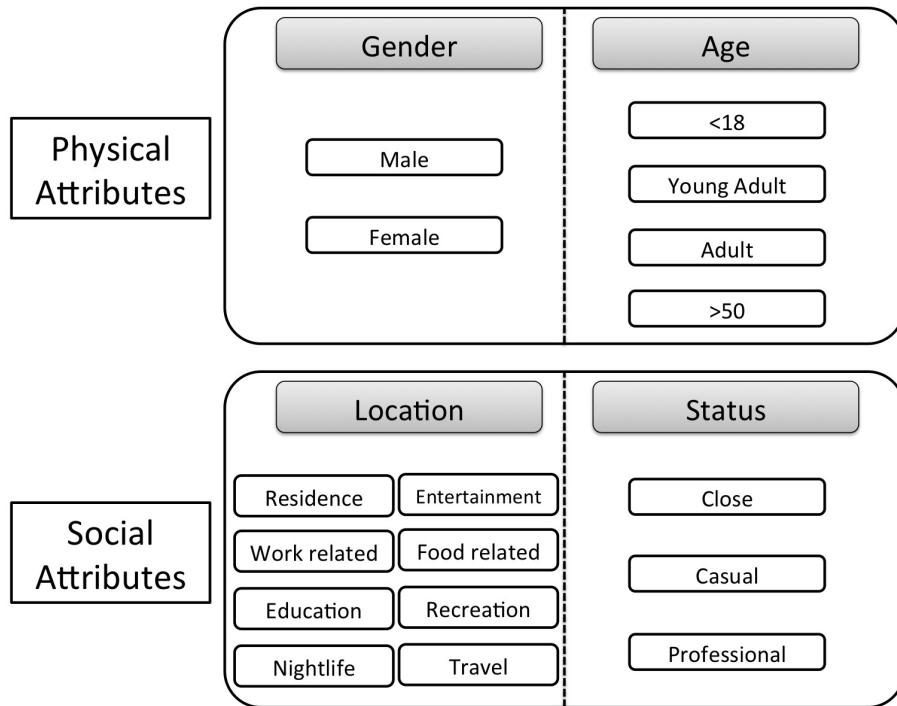 Physical
Attributes
Gender
Male
Female
Age
<18
Young Adult
Adult
>50
Social
Attributes
Location
Residence
Entertainment
Work related
Food related
Education
Recreation
Nightlife
Travel
Status
Close
Casual
Professional